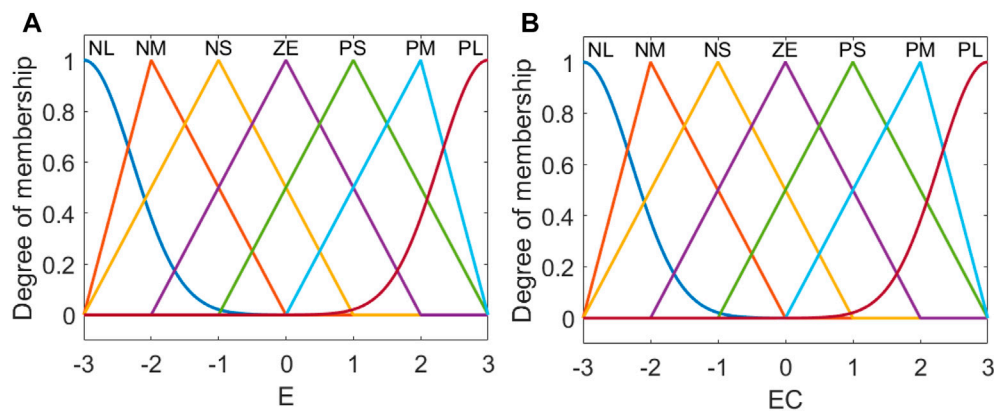 A
NL NM NS ZE PS PM PL
Degree of membership
1
0.8
0.6
0.4
0.2
0
-3 -2 -1 0 1 2 3
E
B
NL NM NS ZE PS PM PL
Degree of membership
1
0.8
0.6
0.4
0.2
0
-3 -2 -1 0 1 2 3
EC